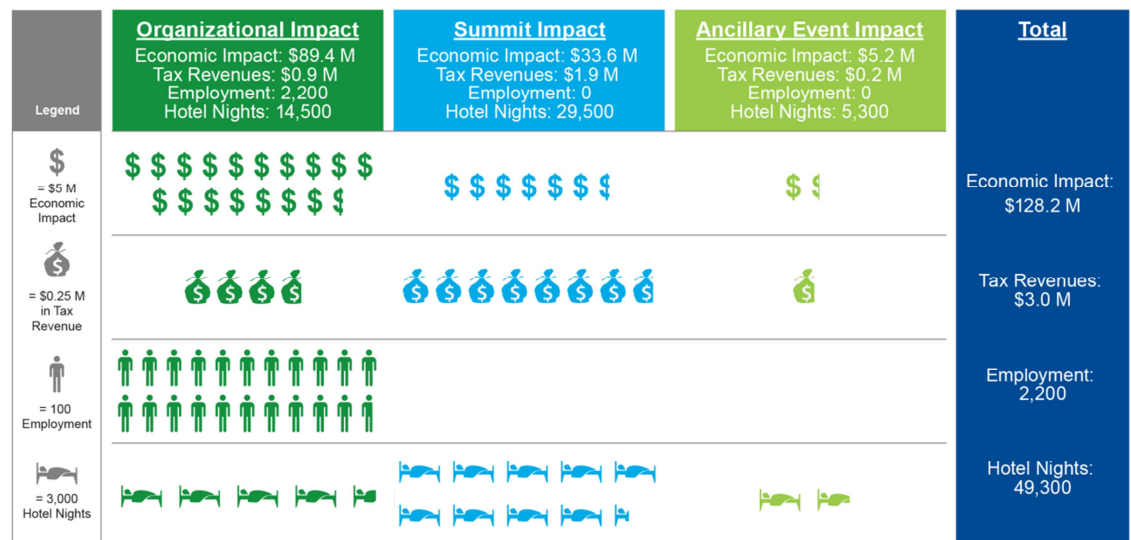 Legend
Organizational Impact
Economic Impact: $89.4 M
Tax Revenues: $0.9 M
Employment: 2,200
Hotel Nights: 14,500
Summit Impact
Economic Impact: $33.6 M
Tax Revenues: $1.9 M
Employment: 0
Hotel Nights: 29,500
Ancillary Event Impact
Economic Impact: $5.2 M
Tax Revenues: $0.2 M
Employment: 0
Hotel Nights: 5,300
Total
= $5 M
Economic
Impact
Economic Impact:
$128.2 M
= $0.25 M
in Tax
Revenue
Tax Revenues:
$3.0 M
= 100
Employment
Employment:
2,200
= 3,000
Hotel Nights
Hotel Nights:
49,300